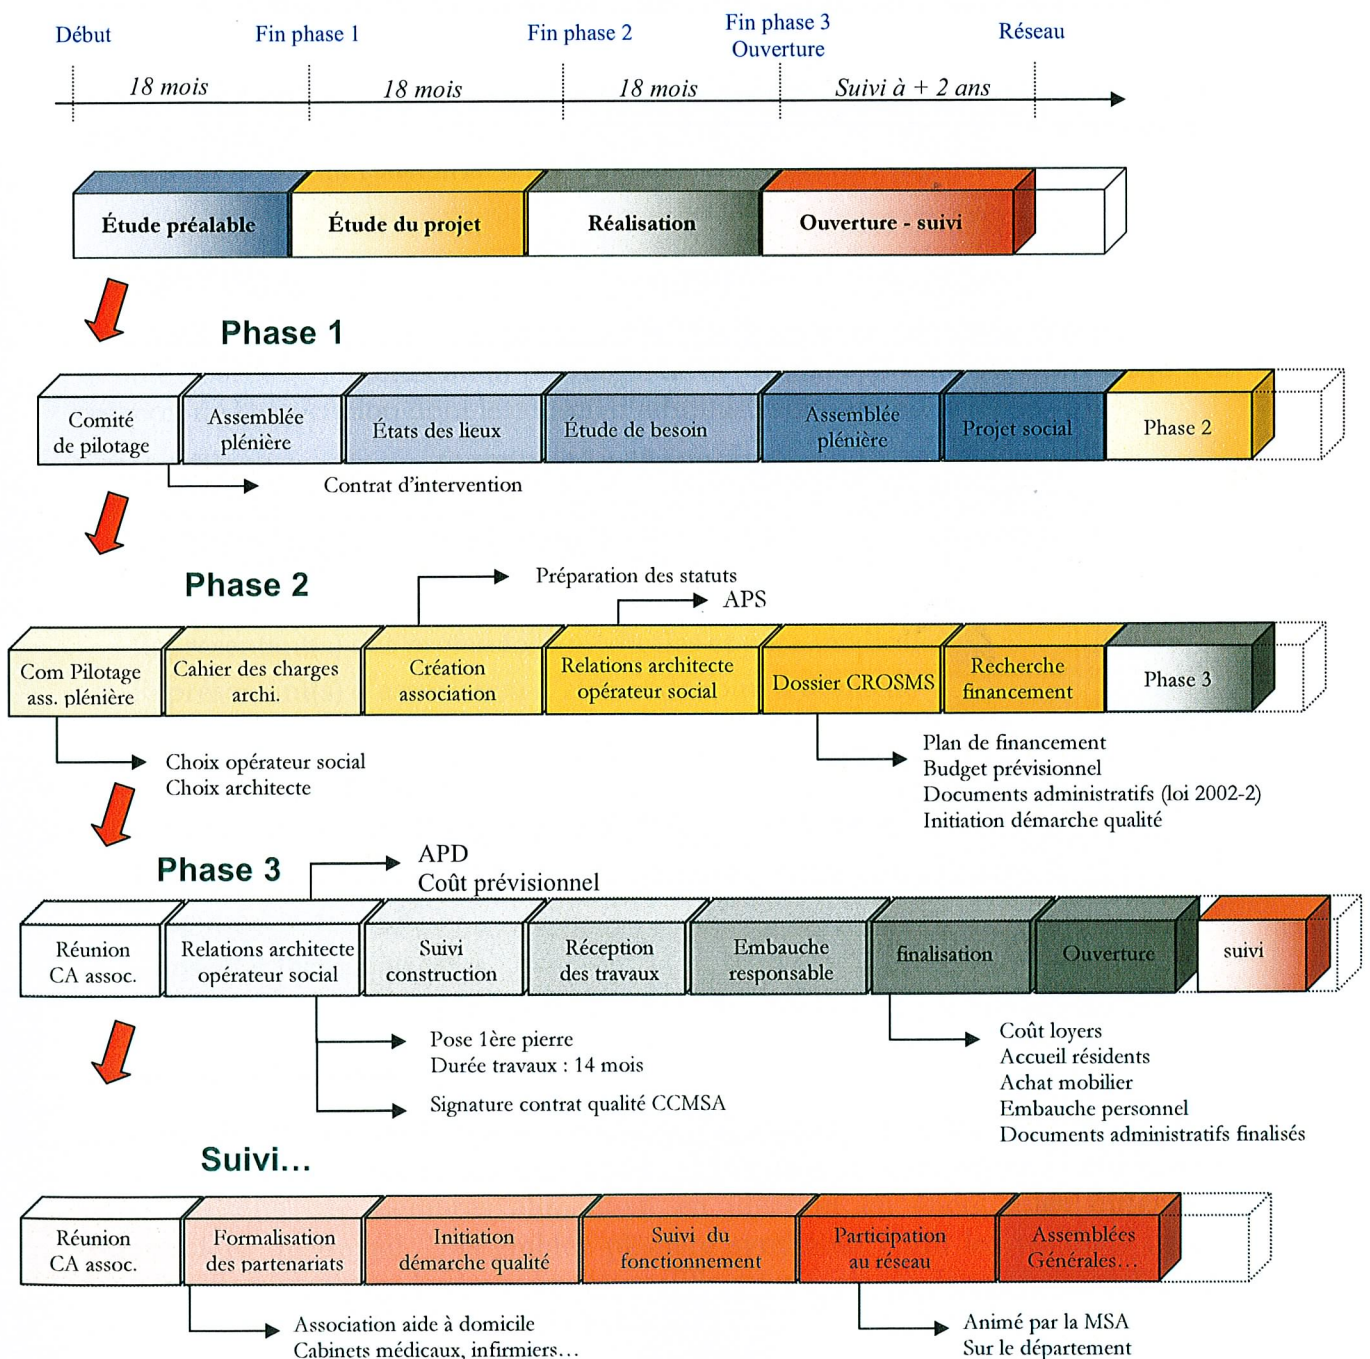 Début
Fin phase 1
Fin phase 2
Fin phase 3
Ouverture
Réseau
18 mois
18 mois
18 mois
Suivi à + 2 ans
Étude préalable
Étude du projet
Réalisation
Ouverture - suivi
Phase 1
Comité
de pilotage
Assemblée
plénière
États des lieux
Étude de besoin
Assemblée
plénière
Projet social
Phase 2
Contrat d'intervention
Phase 2
Préparation des statuts
APS
Com Pilotage
ass. plénière
Cahier des charges
archi.
Création
association
Relations architecte
opérateur social
Dossier CROSMS
Recherche
financement
Phase 3
Choix opérateur social
Choix architecte
Plan de financement
Budget prévisionnel
Documents administratifs (loi 2002-2)
Initiation démarche qualité
Phase 3
APD
Coût prévisionnel
Réunion
CA assoc.
Relations architecte
opérateur social
Suivi
construction
Réception
des travaux
Embauche
responsable
finalisation
Ouverture
suivi
Pose 1ère pierre
Durée travaux : 14 mois
Signature contrat qualité CCMSA
Coût loyers
Accueil résidents
Achat mobilier
Embauche personnel
Documents administratifs finalisés
Suivi...
Réunion
CA assoc.
Formalisation
des partenariats
Initiation
démarche qualité
Suivi du
fonctionnement
Participation
au réseau
Assemblées
Générales...
Association aide à domicile
Cabinets médicaux, infirmiers...
Animé par la MSA
Sur le département